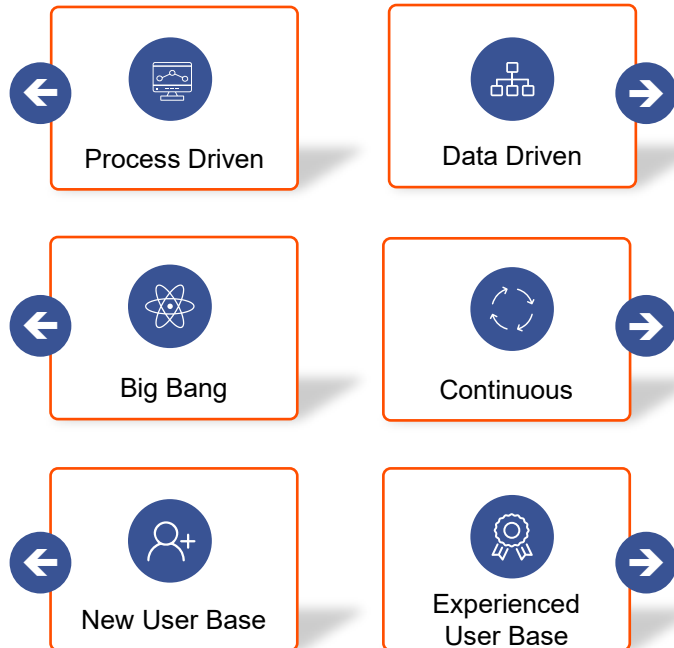 Process Driven
Data Driven
Big Bang
Continuous
New User Base
Experienced
User Base